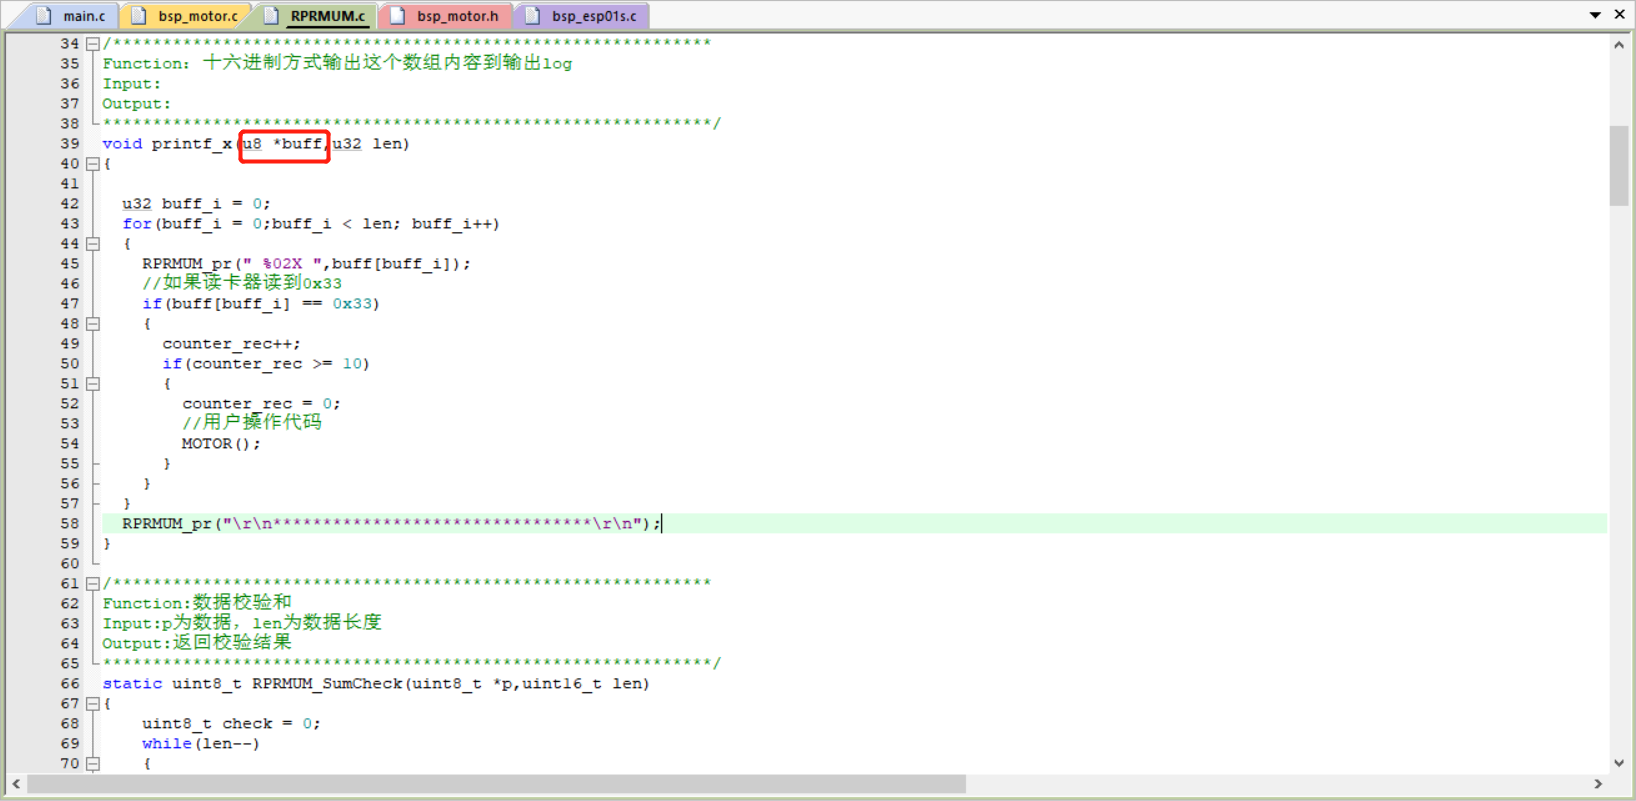 main.c bsp_motor.c RPRMUM.c bsp_motor.h bsp_esp01s.c
34 /************************************************************
35 Function: 十六进制方式输出这个数组内容到输出log
36 Input:
37 Output:
38 *************************************************************/
39 void printf_x(u8 *buff,u32 len)
40 {
41
42 u32 buff_i = 0;
43 for(buff_i = 0;buff_i < len; buff_i++)
44 {
45 RPRMUM_pr(" %02X ",buff[buff_i]);
46 //如果读卡器读到0x33
47 if(buff[buff_i] == 0x33)
48 {
49 counter_rec++;
50 if(counter_rec >= 10)
51 {
52 counter_rec = 0;
53 //用户操作代码
54 MOTOR();
55 }
56 }
57 }
58 RPRMUM_pr("\r\n********************************\r\n");
59 }
60
61 /************************************************************
62 Function:数据校验和
63 Input:p为数据，len为数据长度
64 Output:返回校验结果
65 *************************************************************/
66 static uint8_t RPRMUM_SumCheck(uint8_t *p,uint16_t len)
67 {
68 uint8_t check = 0;
69 while(len--)
70 {